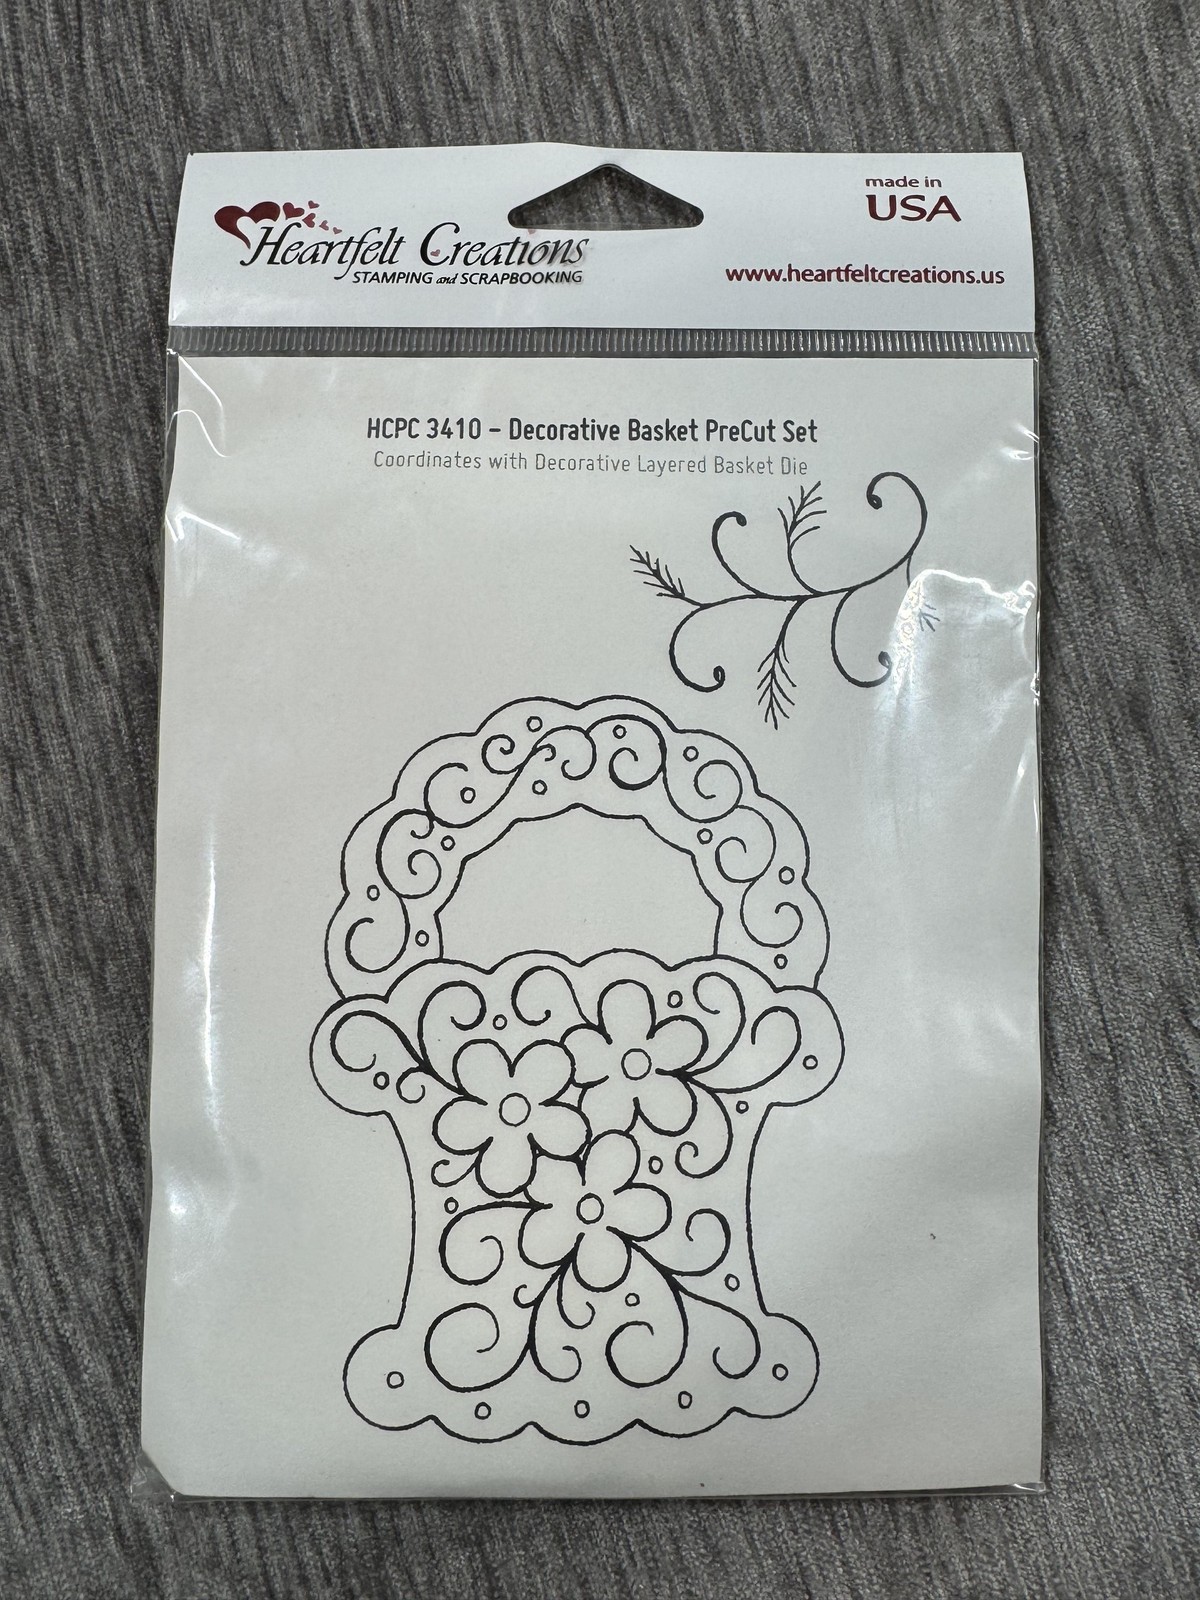 made in
USA
Heartfelt Creations
STAMPING and SCRAPBOOKING
www.heartfeltcreations.us
HCPC 3410 – Decorative Basket PreCut Set
Coordinates with Decorative Layered Basket Die